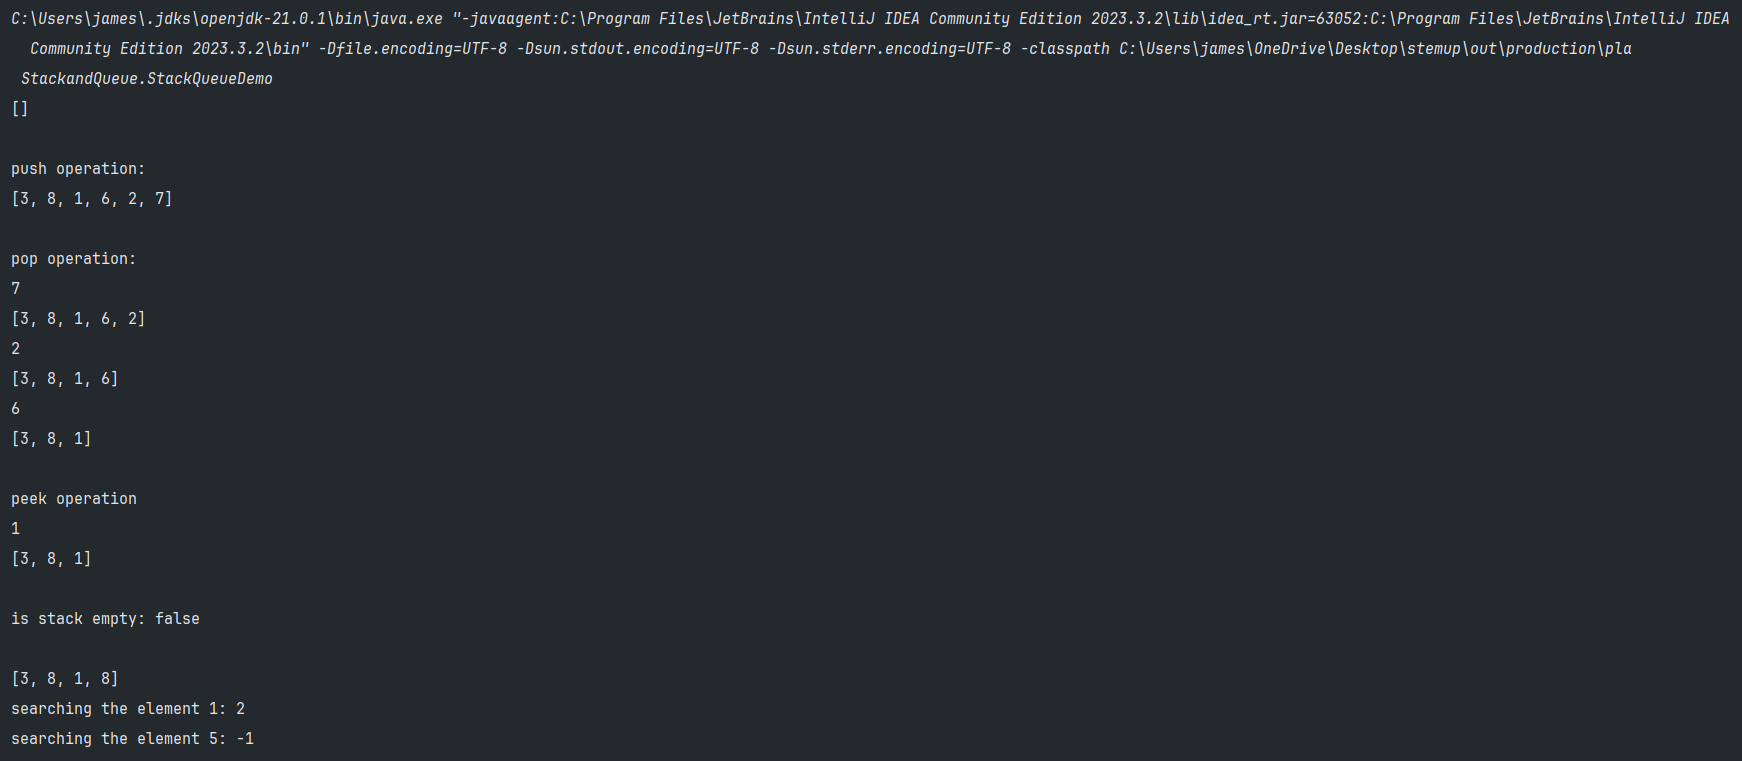 C:\Users\james\.jdks\openjdk-21.0.1\bin\java.exe "-javaagent:C:\Program Files\JetBrains\IntelliJ IDEA Community Edition 2023.3.2\lib\idea_rt.jar=63052:C:\Program Files\JetBrains\IntelliJ IDEA
Community Edition 2023.3.2\bin" -Dfile.encoding=UTF-8 -Dsun.stdout.encoding=UTF-8 -Dsun.stderr.encoding=UTF-8 -classpath C:\Users\james\OneDrive\Desktop\stemup\out\production\pla
StackandQueue.StackQueueDemo
[]
push operation:
[3, 8, 1, 6, 2, 7]
pop operation:
7
[3, 8, 1, 6, 2]
2
[3, 8, 1, 6]
6
[3, 8, 1]
peek operation
1
[3, 8, 1]
is stack empty: false
[3, 8, 1, 8]
searching the element 1: 2
searching the element 5: -1